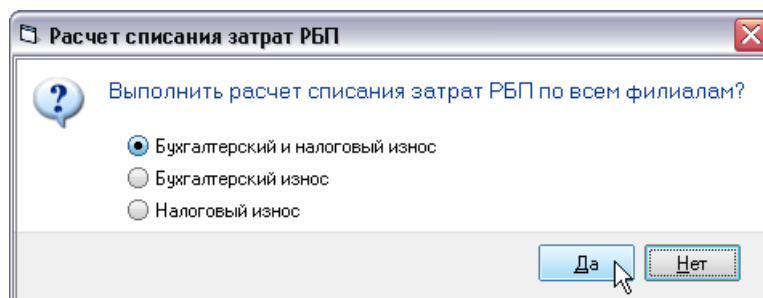 Расчет списания затрат РБП
Выполнить расчет списания затрат РБП по всем филиалам?
Бухгалтерский и налоговый износ
Бухгалтерский износ
Налоговый износ
Да Нет